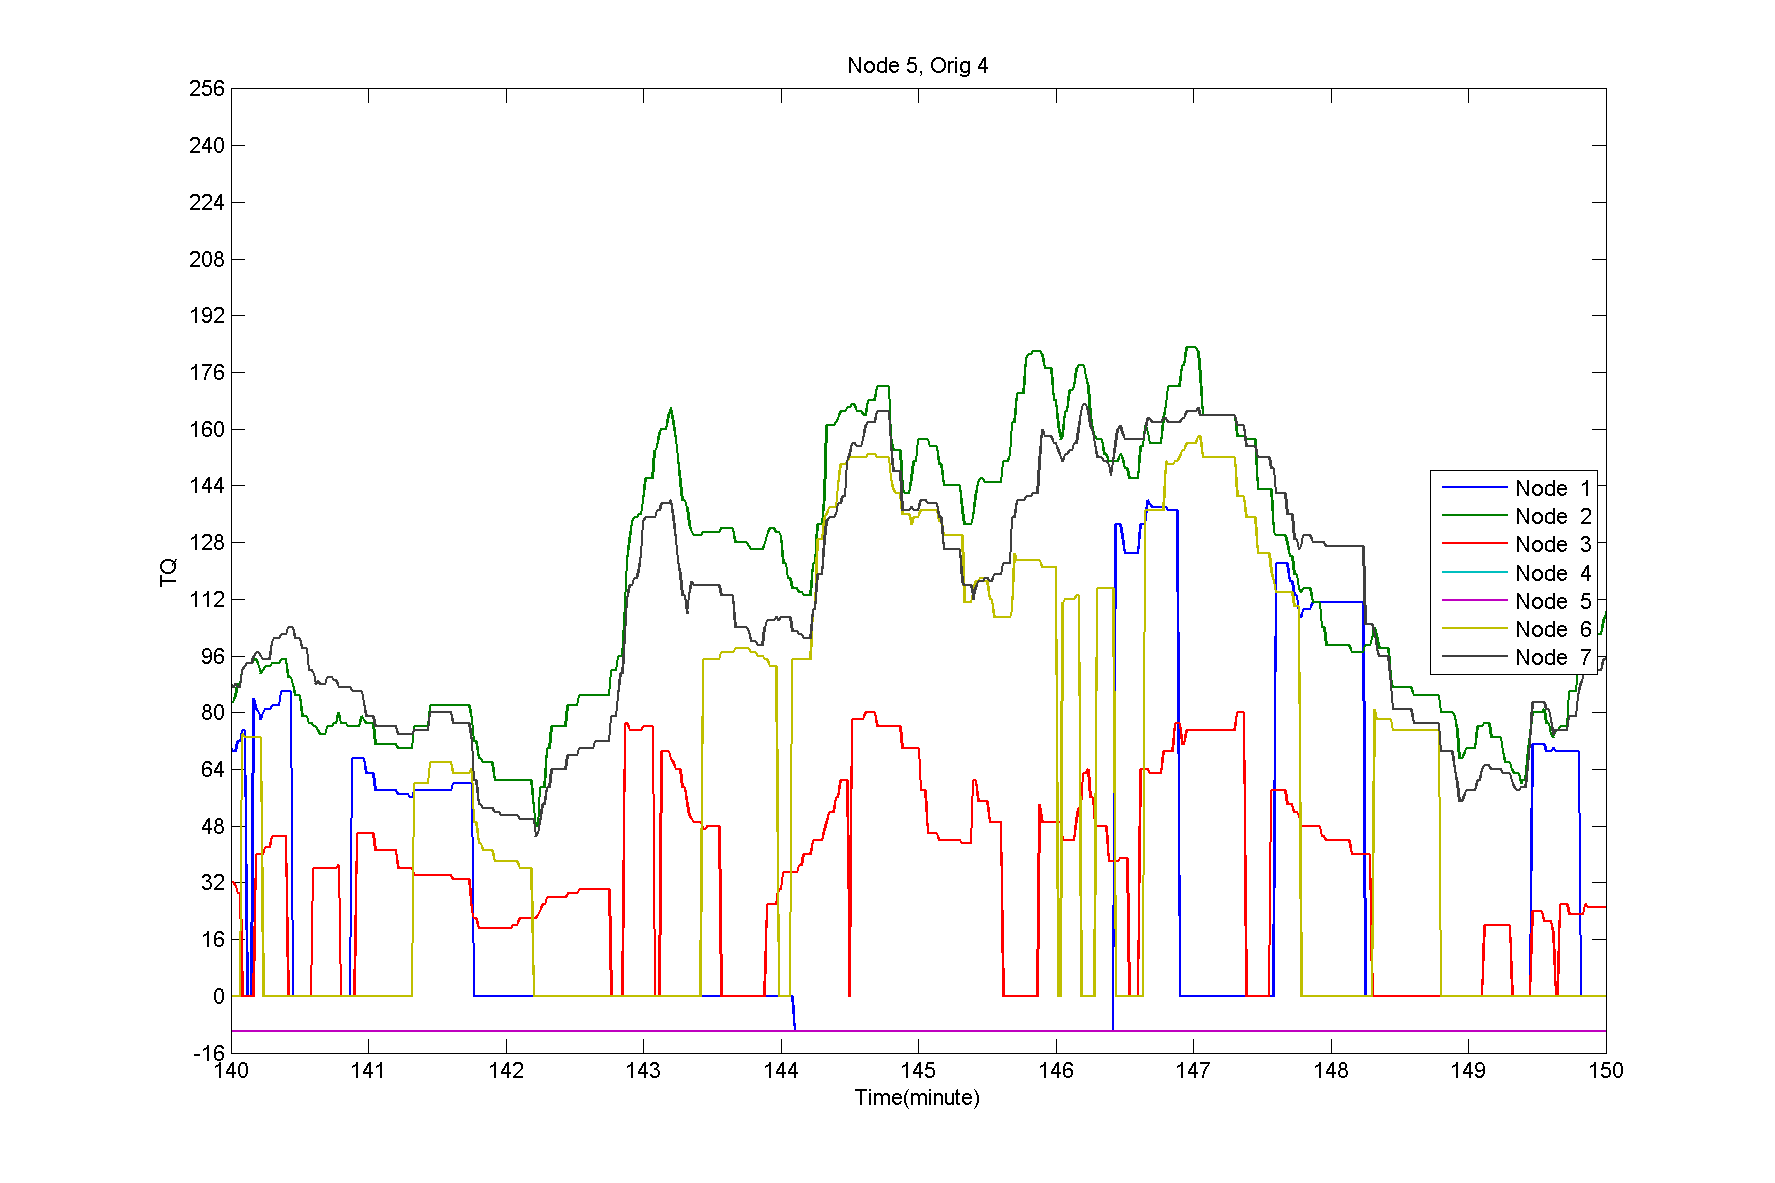 Node 5, Orig 4
256
240
224
208
192
176
160
144
128
112
96
80
64
48
32
16
0
-16
TQ
140 141 142 143 144 145 146 147 148 149 150
Time(minute)
Node 1
Node 2
Node 3
Node 4
Node 5
Node 6
Node 7